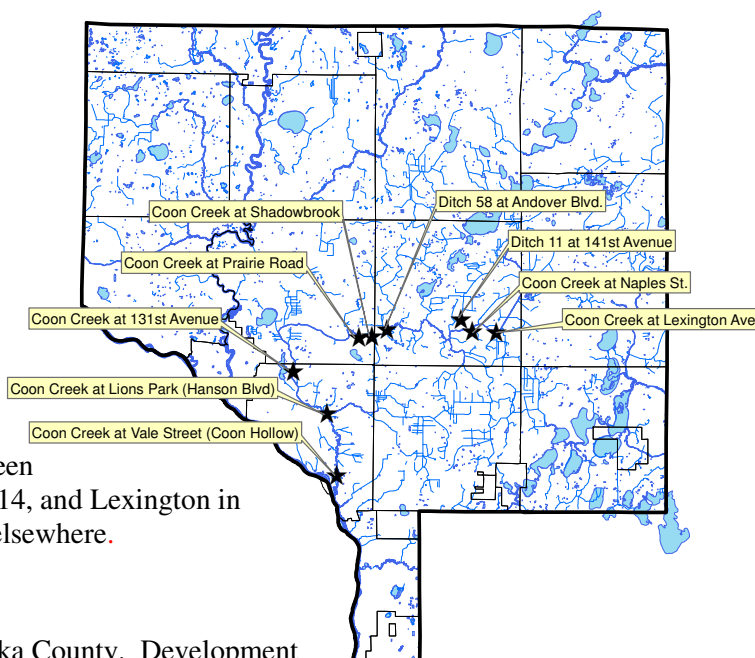 Coon Creek at Shadowbrook
Ditch 58 at Andover Blvd.
Ditch 11 at 141st Avenue
Coon Creek at Prairie Road
Coon Creek at Naples St.
Coon Creek at 131st Avenue
Coon Creek at Lexington Ave
Coon Creek at Lions Park (Hanson Blvd)
Coon Creek at Vale Street (Coon Hollow)
een
14, and Lexington in
elsewhere.
ka County. Development